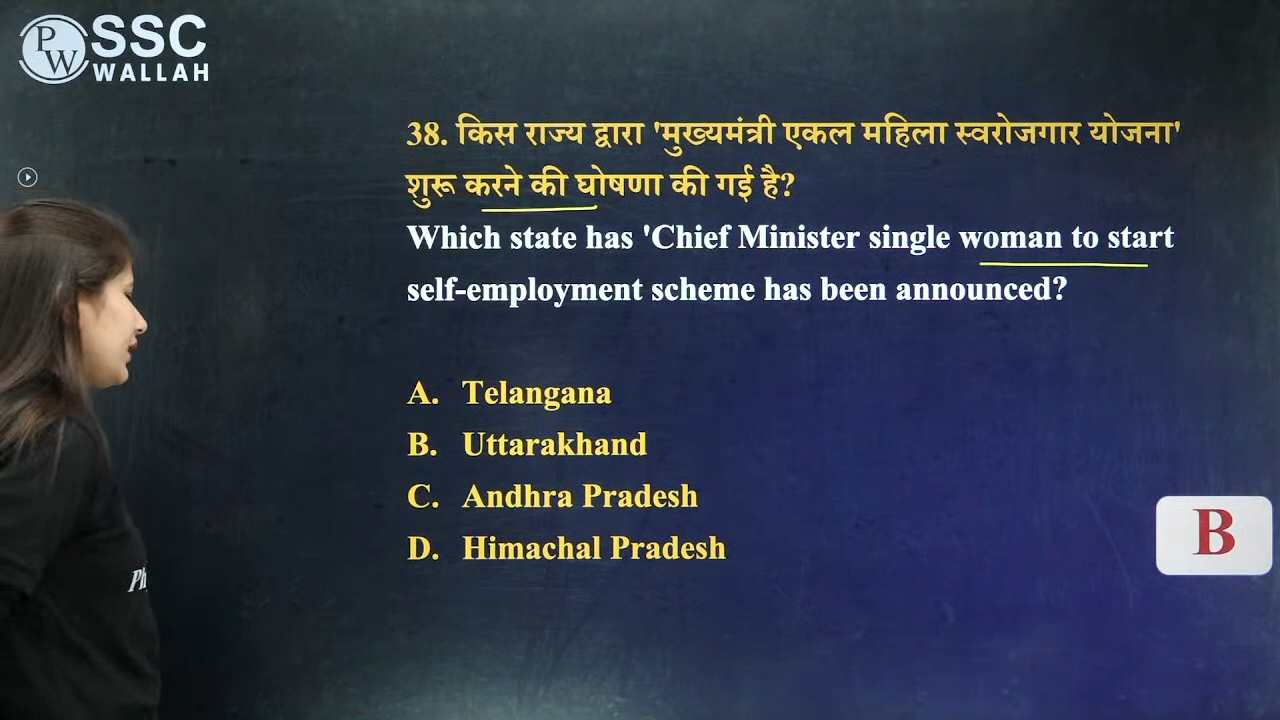 PW SSC
WALLAH
38. किस राज्य द्वारा 'मुख्यमंत्री एकल महिला स्वरोजगार योजना'
शुरू करने की घोषणा की गई है?
Which state has 'Chief Minister single woman to start
self-employment scheme has been announced?
A. Telangana
B. Uttarakhand
C. Andhra Pradesh
D. Himachal Pradesh
B